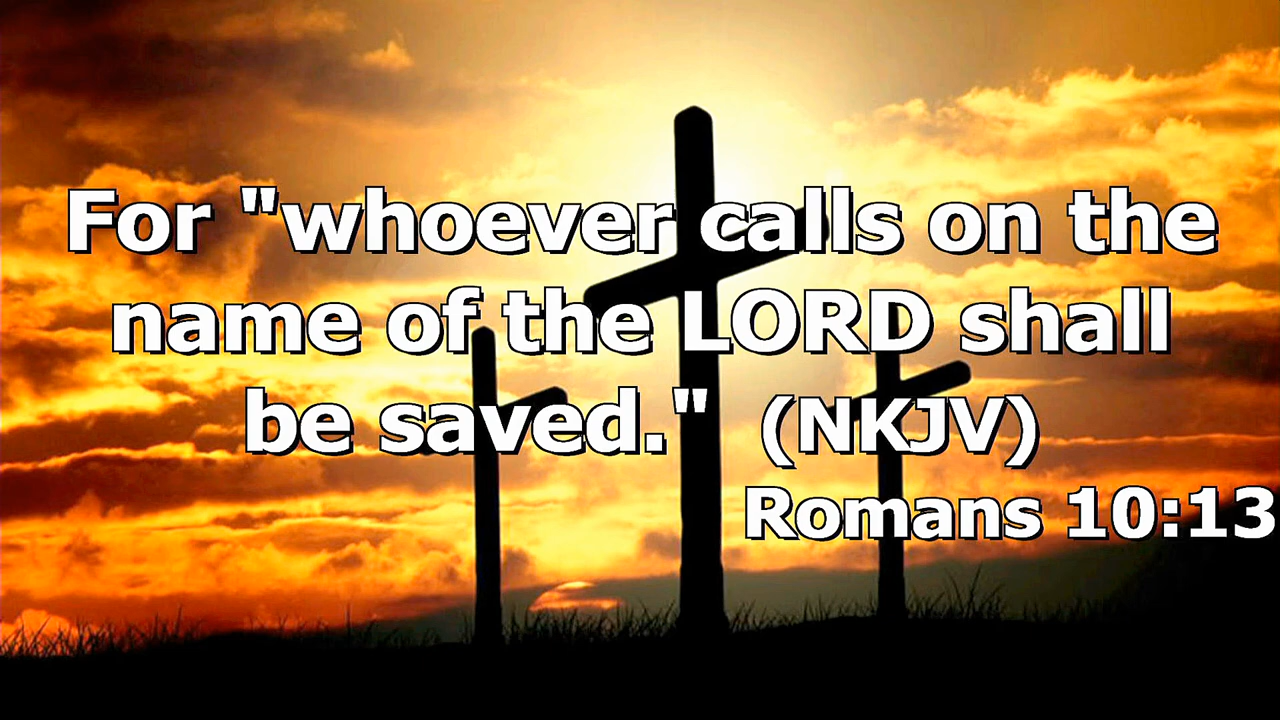 For "whoever calls on the
name of the LORD shall
be saved."  (NKJV)
Romans 10:13